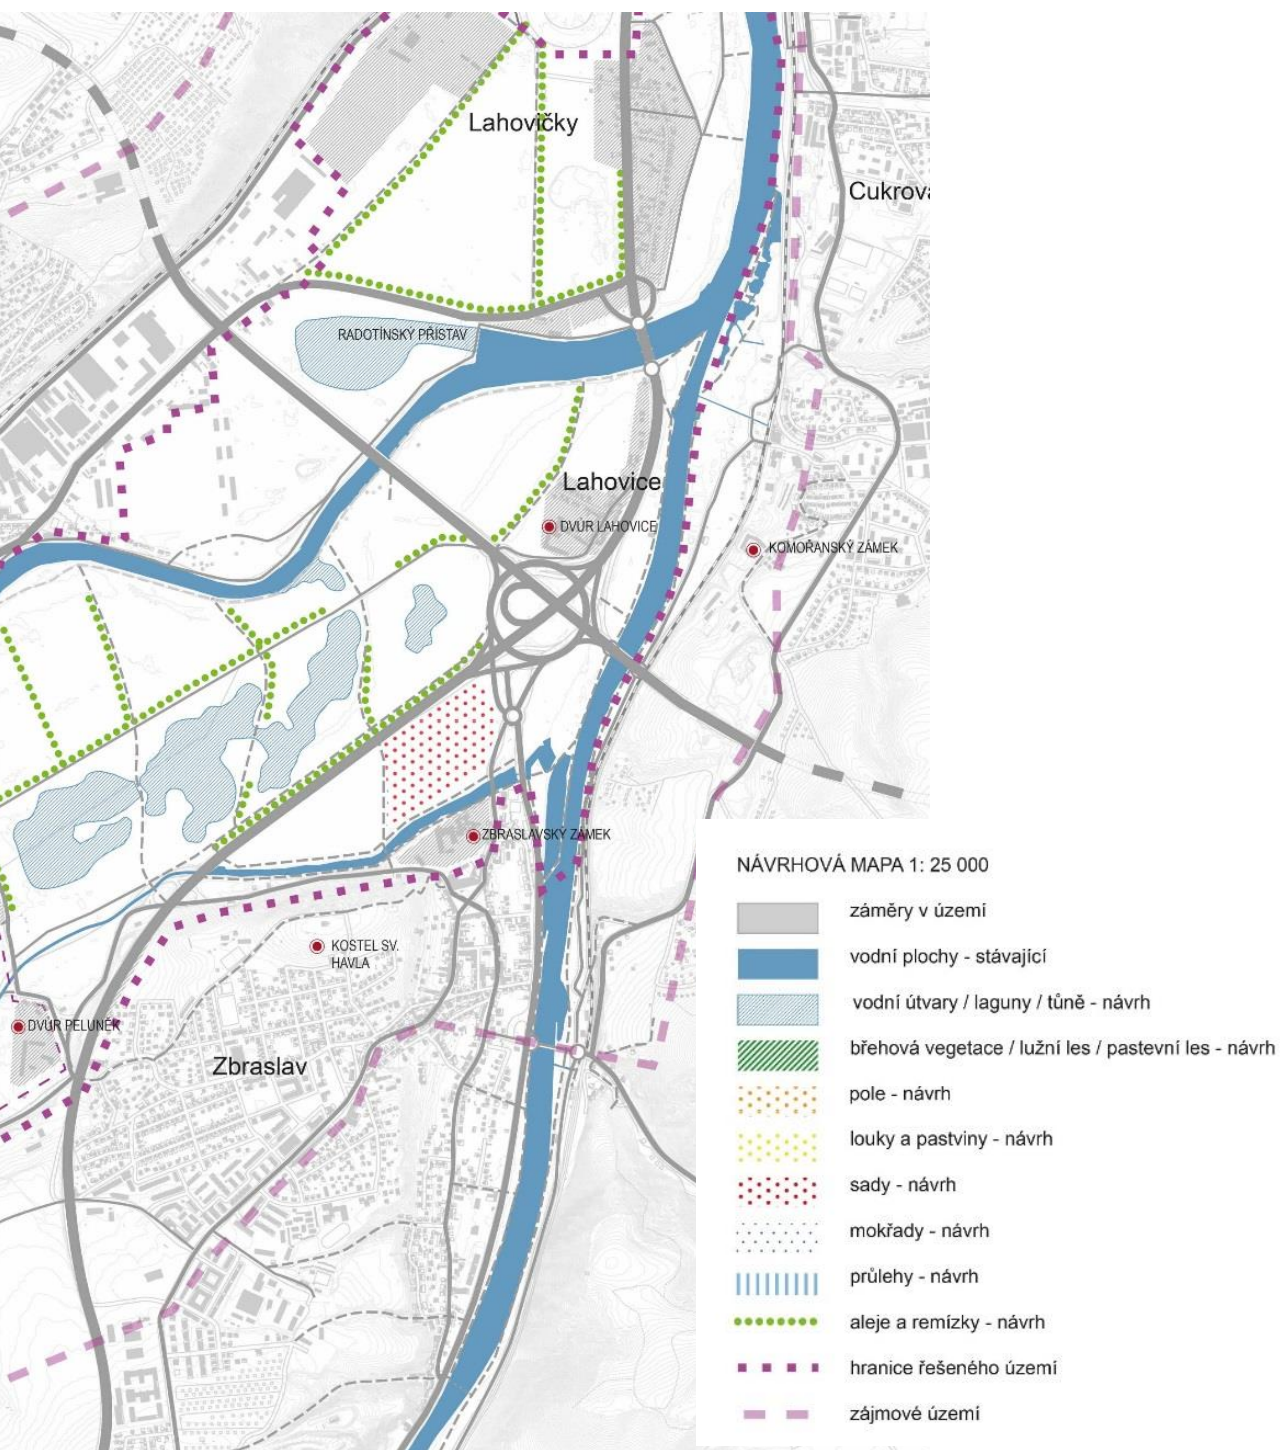 Lahovičky
Cukrova
RADOTÍNSKÝ PŘÍSTAV
Lahovice
DVŮR LAHOVICE
KOMOŘANSKÝ ZÁMEK
ZBRASLAVSKÝ ZÁMEK
KOSTEL SV.
HAVLA
DVŮR PELUNĚK
Zbraslav
NÁVRHOVÁ MAPA 1: 25 000
záměry v území
vodní plochy - stávající
vodní útvary / laguny / tůně - návrh
břehová vegetace / lužní les / pastevní les - návrh
pole - návrh
louky a pastviny - návrh
sady - návrh
mokřady - návrh
průlehy - návrh
aleje a remízky - návrh
hranice řešeného území
zájmové území